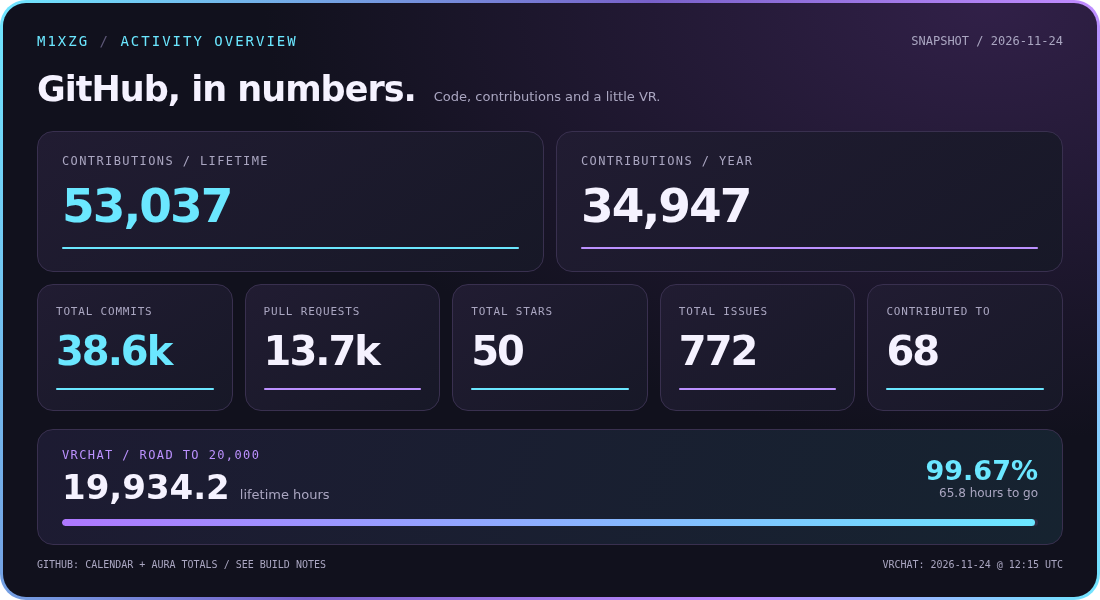 M1XZG / ACTIVITY OVERVIEW
SNAPSHOT / 2026-11-24
GitHub, in numbers. Code, contributions and a little VR.
CONTRIBUTIONS / LIFETIME
53,037
CONTRIBUTIONS / YEAR
34,947
TOTAL COMMITS
38.6k
PULL REQUESTS
13.7k
TOTAL STARS
50
TOTAL ISSUES
772
CONTRIBUTED TO
68
VRCHAT / ROAD TO 20,000
19,934.2 lifetime hours
99.67%
65.8 hours to go
GITHUB: CALENDAR + AURA TOTALS / SEE BUILD NOTES
VRCHAT: 2026-11-24 @ 12:15 UTC